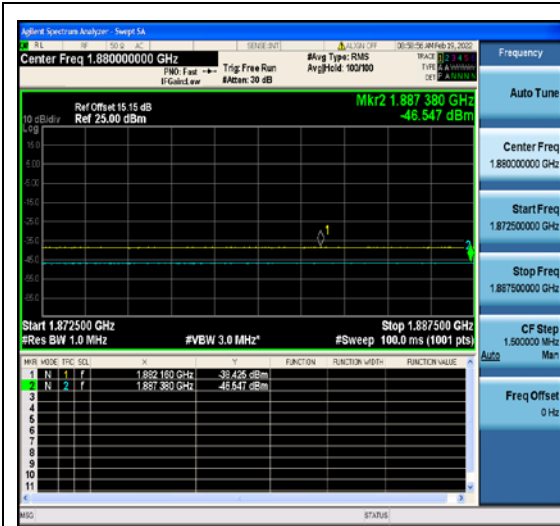 Agilent Spectrum Analyzer - Swept SA
RL RF 50 Ω AC SENSE:INT ALIGN OFF 08:58:56 AM Feb 19, 2022
Center Freq 1.880000000 GHz
PNO: Fast
IFGain:Low
Trig: Free Run
#Atten: 30 dB
#Avg Type: RMS
Avg|Hold: 100/100
TRACE 1 2 3 4 5 6
TYPE
DET P A N N N N
Frequency
Auto Tune
Center Freq
1.880000000 GHz
Start Freq
1.872500000 GHz
Stop Freq
1.887500000 GHz
CF Step
1.500000 MHz
Auto Man
Freq Offset
0 Hz
Mkr2 1.887 380 GHz
-46.547 dBm
Ref Offset 15.15 dB
10 dB/div Ref 25.00 dBm
Log
15.0
5.00
-5.00
-15.0
-25.0
-35.0
-45.0
-55.0
-65.0
1
2
Start 1.872500 GHz Stop 1.887500 GHz
#Res BW 1.0 MHz #VBW 3.0 MHz* #Sweep 100.0 ms (1001 pts)
MKR MODE TRC SCL X Y FUNCTION FUNCTION WIDTH FUNCTION VALUE
1 N 1 f 1.882 160 GHz -38.425 dBm
2 N 2 f 1.887 380 GHz -46.547 dBm
3
4
5
6
7
8
9
10
11
MSG STATUS